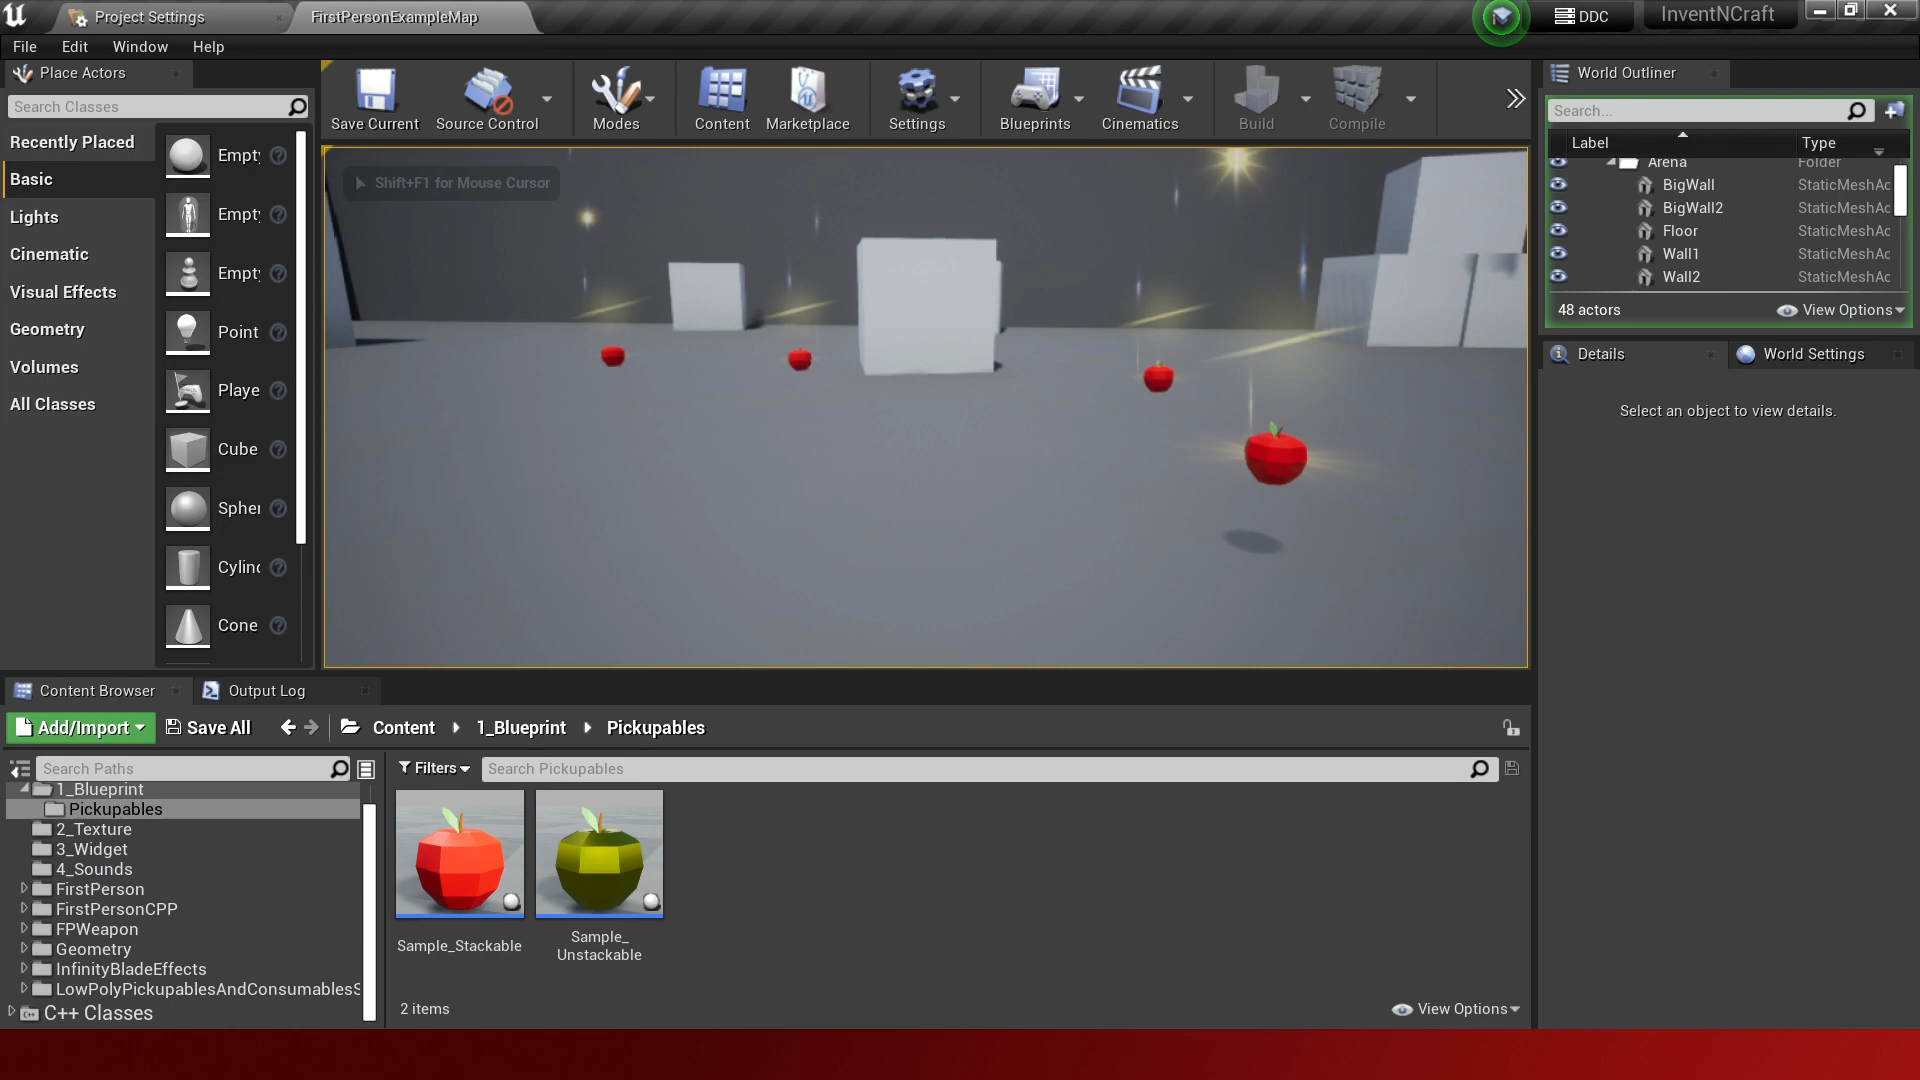 Project Settings
FirstPersonExampleMap
DDC
InventNCraft
File Edit Window Help
Place Actors
Search Classes
Recently Placed
Basic
Lights
Cinematic
Visual Effects
Geometry
Volumes
All Classes
Empt
Empt
Empt
Point
Playe
Cube
Spher
Cylin
Cone
Save Current
Source Control
Modes
Content
Marketplace
Settings
Blueprints
Cinematics
Build
Compile
Shift+F1 for Mouse Cursor
World Outliner
Search...
Label Type
Arena Folder
BigWall StaticMeshAc
BigWall2 StaticMeshAc
Floor StaticMeshAc
Wall1 StaticMeshAc
Wall2 StaticMeshAc
48 actors View Options
Details
World Settings
Select an object to view details.
Content Browser
Output Log
Add/Import Save All Content 1_Blueprint Pickupables
Search Paths
Filters Search Pickupables
1_Blueprint
Pickupables
2_Texture
3_Widget
4_Sounds
FirstPerson
FirstPersonCPP
FPWeapon
Geometry
InfinityBladeEffects
LowPolyPickupablesAndConsumablesS
C++ Classes
Sample_Stackable
Sample_
Unstackable
2 items View Options